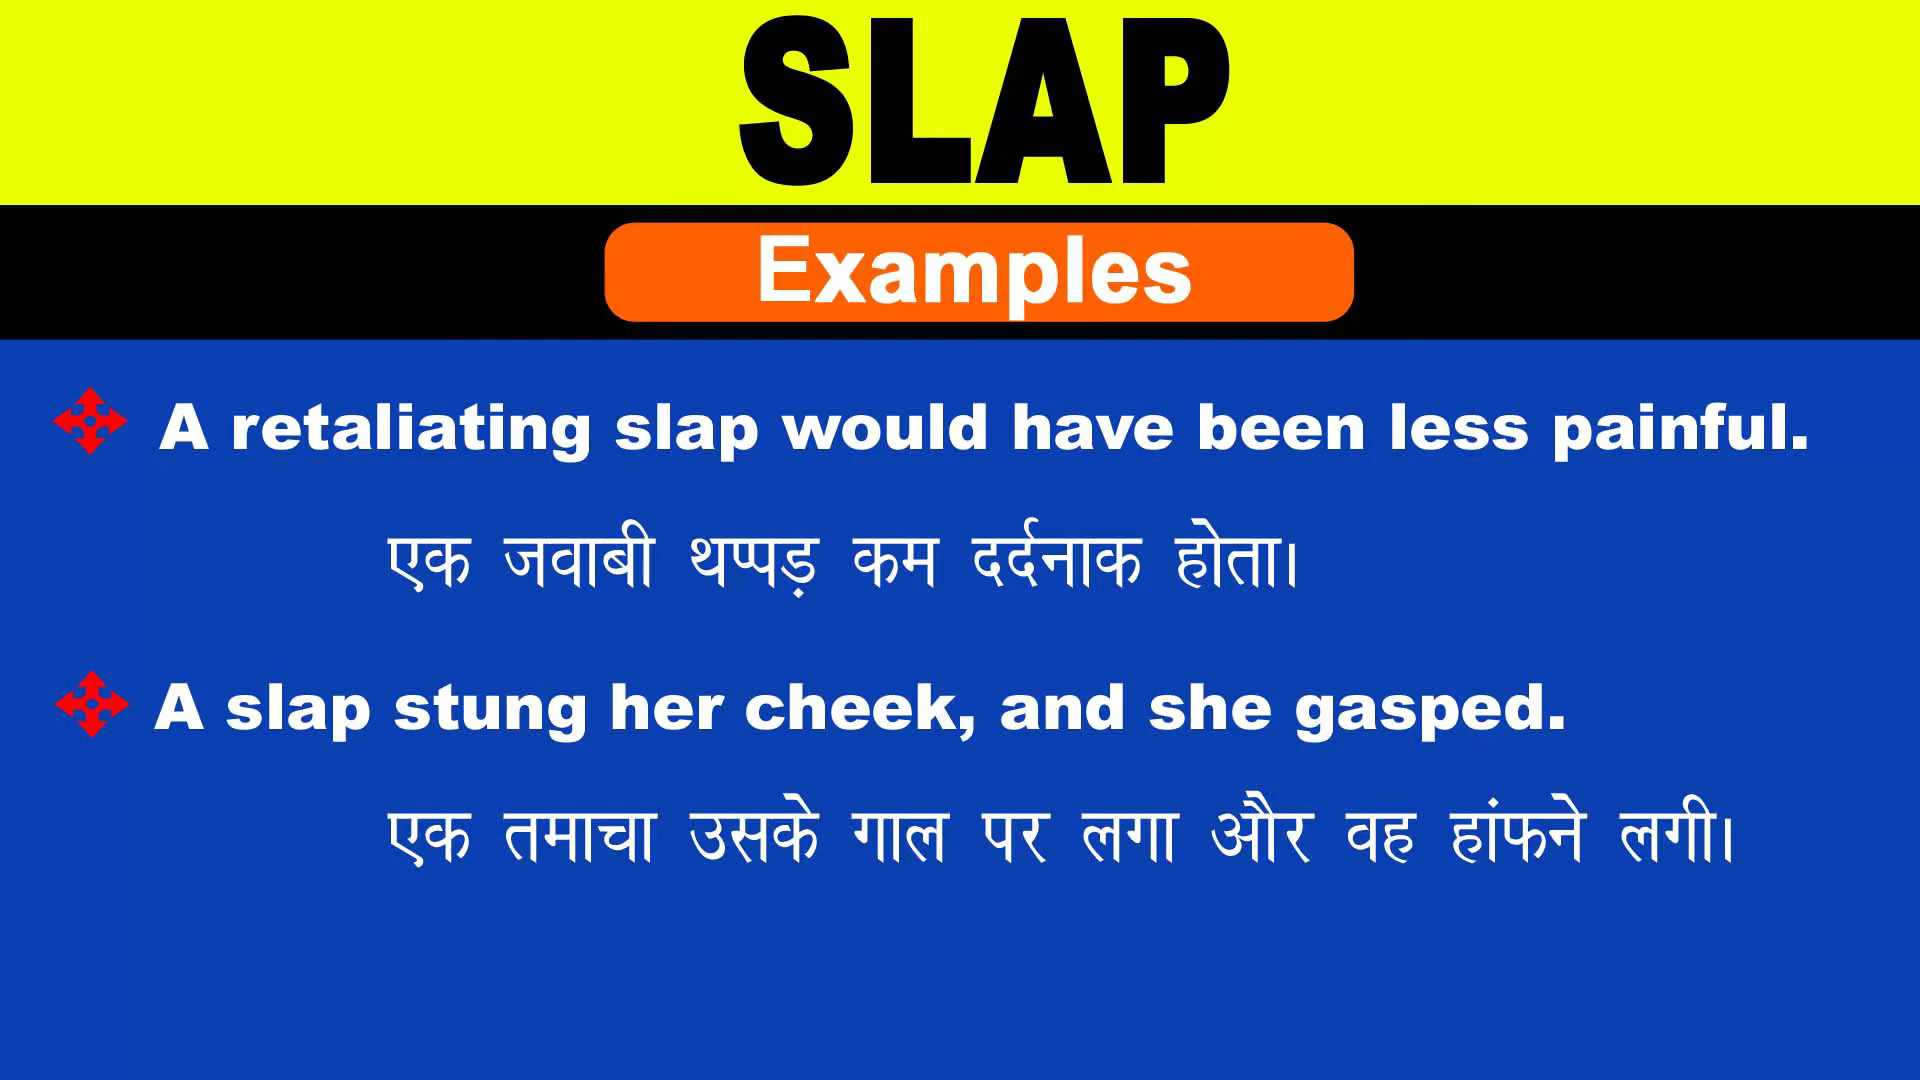 SLAP
Examples
A retaliating slap would have been less painful.
एक जवाबी थप्पड़ कम दर्दनाक होता।
A slap stung her cheek, and she gasped.
एक तमाचा उसके गाल पर लगा और वह हांफने लगी।